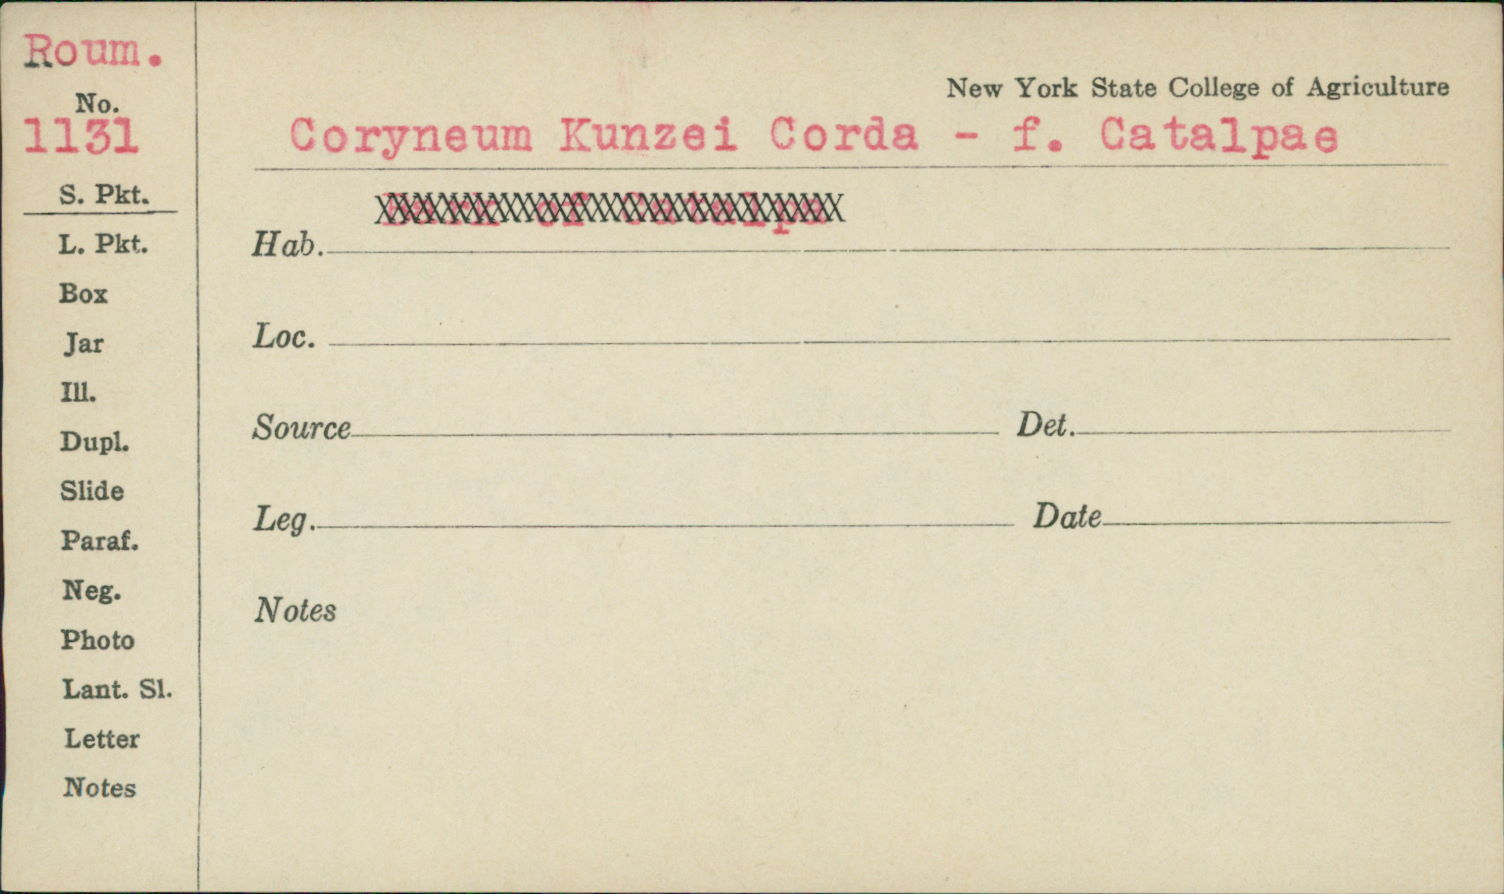 Roum.
No.
1131
S. Pkt.
L. Pkt.
Box
Jar
Ill.
Dupl.
Slide
Paraf.
Neg.
Photo
Lant. Sl.
Letter
Notes
New York State College of Agriculture
Coryneum Kunzei Corda - f. Catalpae
Hab.
Loc.
Source Det.
Leg. Date
Notes